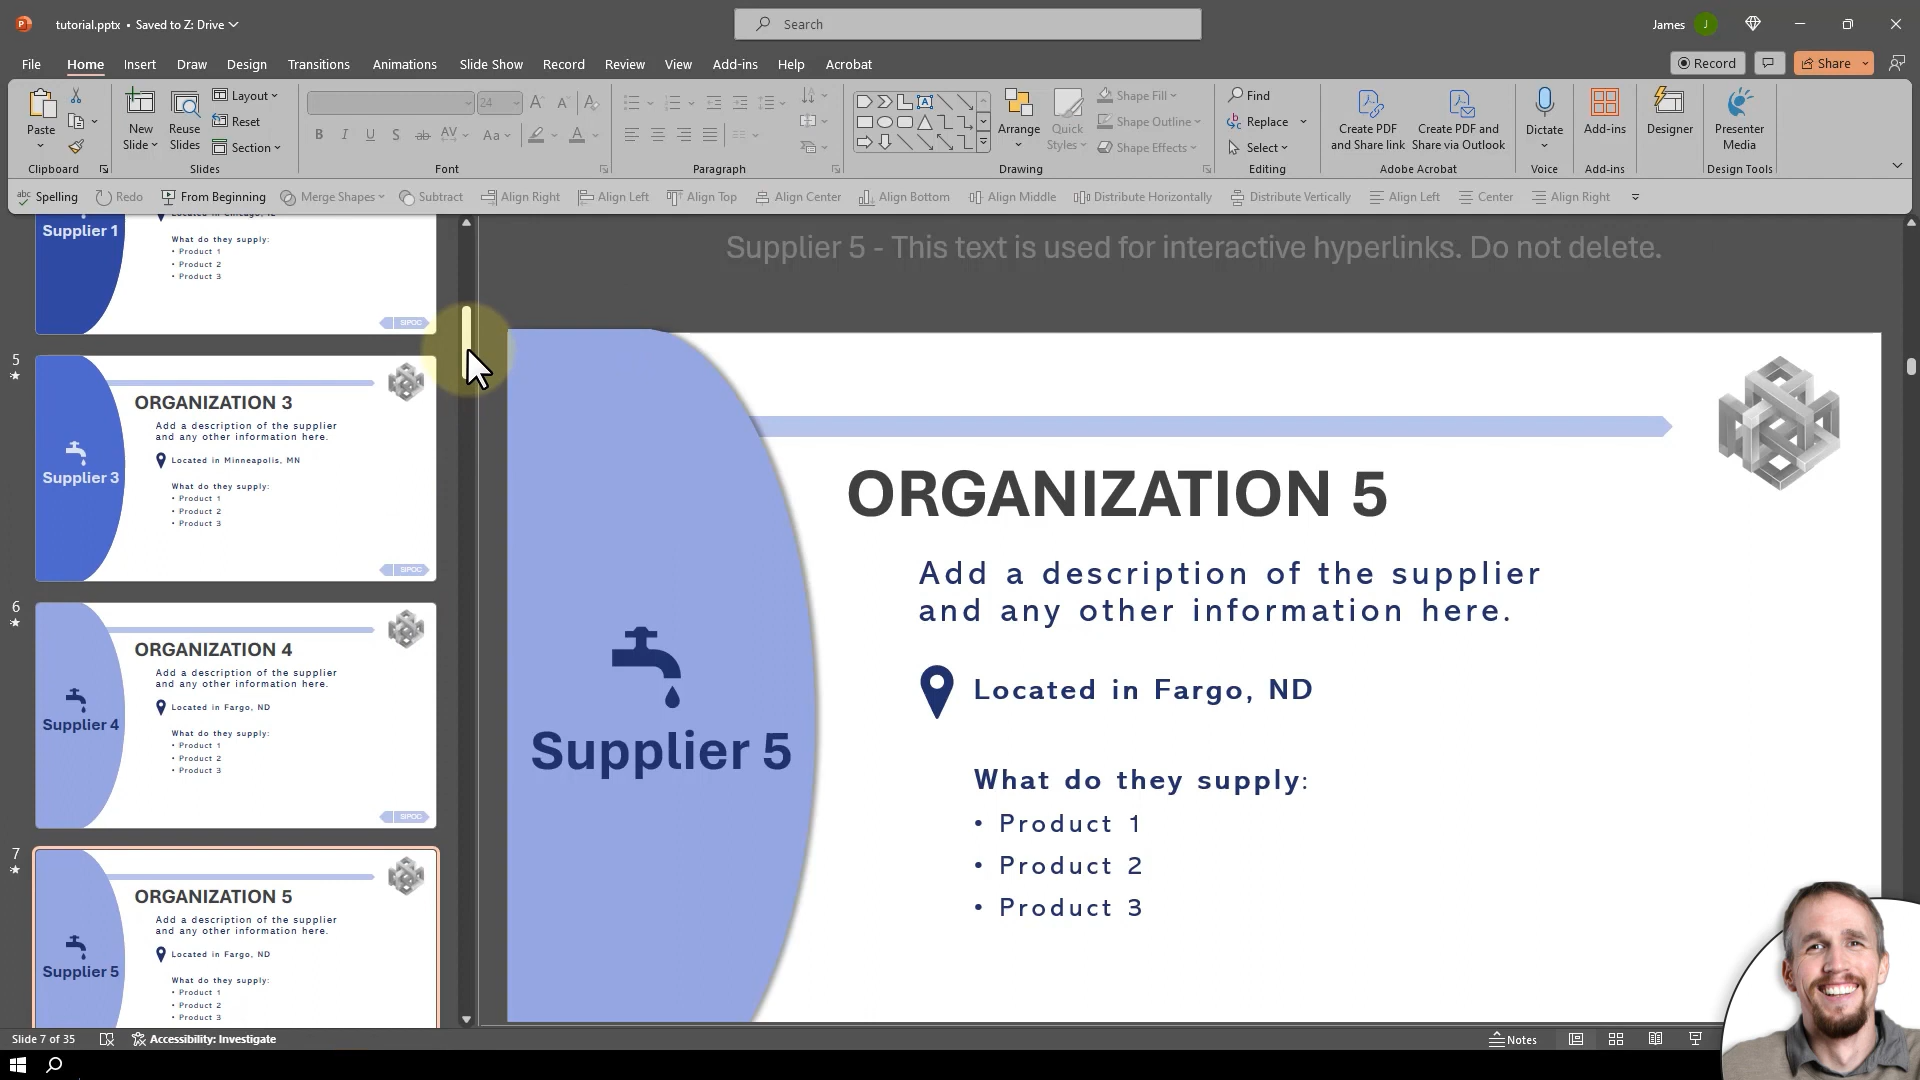 tutorial.pptx • Saved to Z: Drive
Search
James
J
File
Home
Insert
Draw
Design
Transitions
Animations
Slide Show
Record
Review
View
Add-ins
Help
Acrobat
Record
Share
Paste
Clipboard
New
Slide
Reuse
Slides
Layout
Reset
Section
Slides
24
Font
Paragraph
Arrange
Quick
Styles
Shape Fill
Shape Outline
Shape Effects
Drawing
Find
Replace
Select
Editing
Create PDF
and Share link
Create PDF and
Share via Outlook
Adobe Acrobat
Dictate
Voice
Add-ins
Add-ins
Designer
Presenter
Media
Design Tools
Spelling
Redo
From Beginning
Merge Shapes
Subtract
Align Right
Align Left
Align Top
Align Center
Align Bottom
Align Middle
Distribute Horizontally
Distribute Vertically
Align Left
Center
Align Right
Supplier 1
Located in Chicago, IL
What do they supply:
• Product 1
• Product 2
• Product 3
SIPOC
5
ORGANIZATION 3
Add a description of the supplier
and any other information here.
Located in Minneapolis, MN
Supplier 3
What do they supply:
• Product 1
• Product 2
• Product 3
SIPOC
6
ORGANIZATION 4
Add a description of the supplier
and any other information here.
Located in Fargo, ND
Supplier 4
What do they supply:
• Product 1
• Product 2
• Product 3
SIPOC
7
ORGANIZATION 5
Add a description of the supplier
and any other information here.
Located in Fargo, ND
Supplier 5
What do they supply:
• Product 1
• Product 2
• Product 3
Supplier 5 - This text is used for interactive hyperlinks. Do not delete.
ORGANIZATION 5
Add a description of the supplier
and any other information here.
Located in Fargo, ND
Supplier 5
What do they supply:
• Product 1
• Product 2
• Product 3
Slide 7 of 35
Accessibility: Investigate
Notes